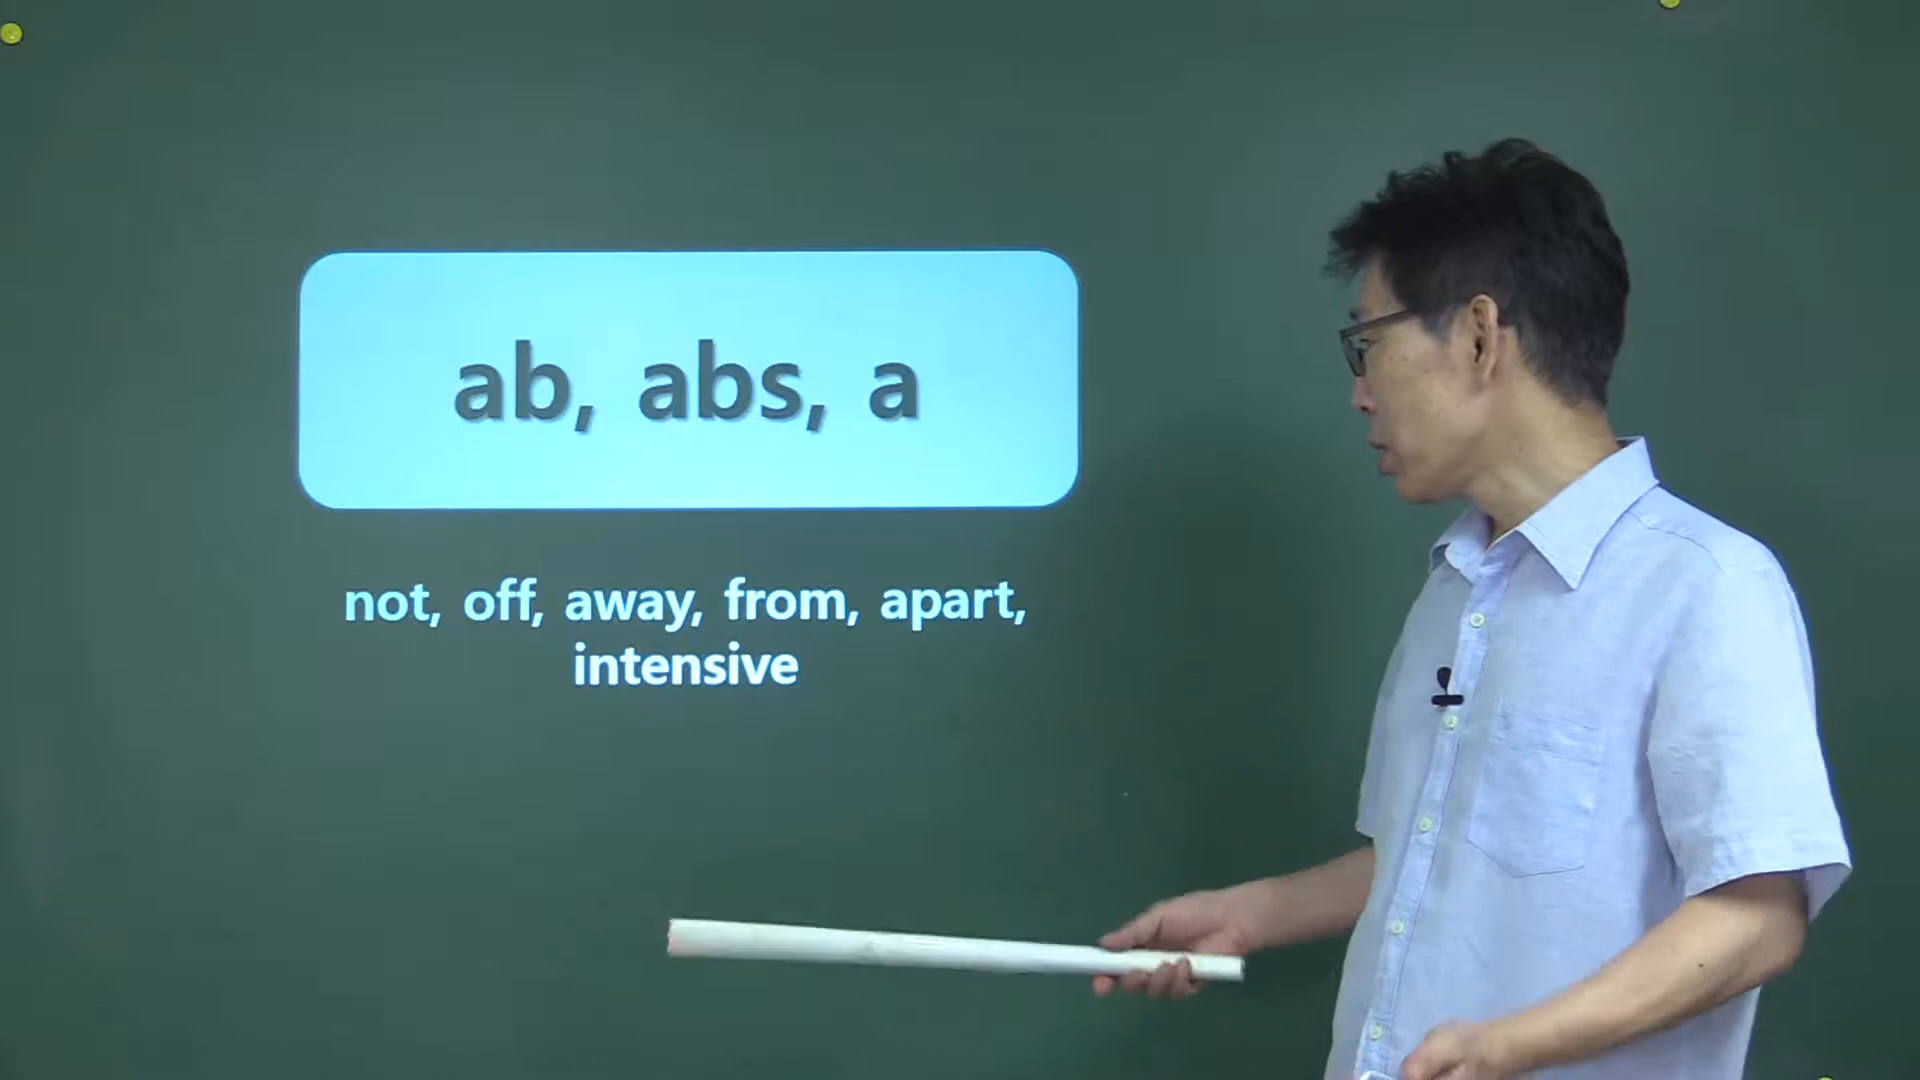 ab, abs, a
not, off, away, from, apart,
intensive